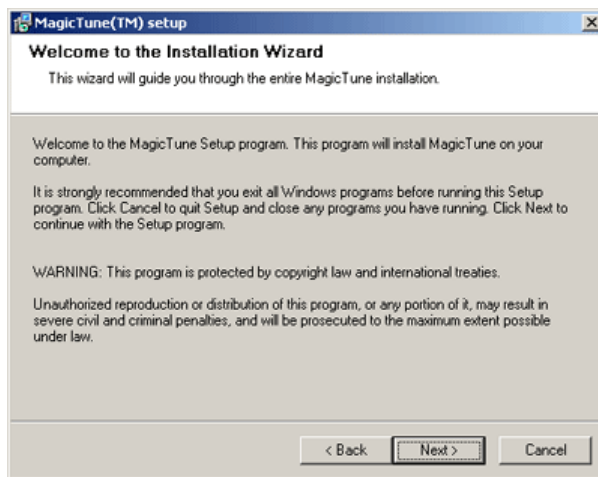 MagicTune(TM) setup
Welcome to the Installation Wizard
This wizard will guide you through the entire MagicTune installation.
Welcome to the MagicTune Setup program. This program will install MagicTune on your
computer.
It is strongly recommended that you exit all Windows programs before running this Setup
program. Click Cancel to quit Setup and close any programs you have running. Click Next to
continue with the Setup program.
WARNING: This program is protected by copyright law and international treaties.
Unauthorized reproduction or distribution of this program, or any portion of it, may result in
severe civil and criminal penalties, and will be prosecuted to the maximum extent possible
under law.
< Back   Next >   Cancel